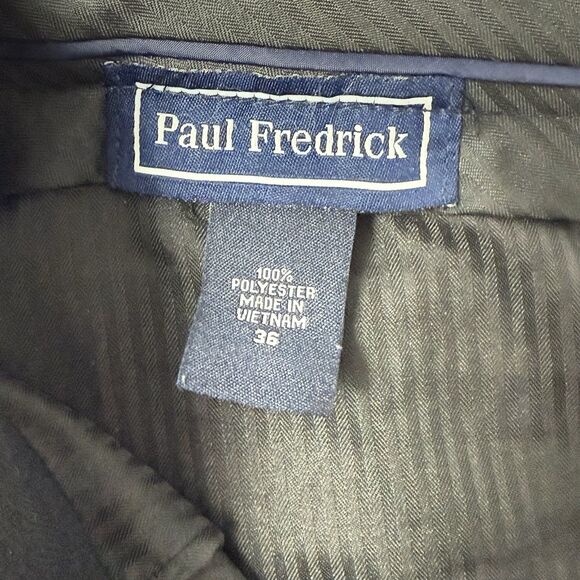 Paul Fredrick
100%
POLYESTER
MADE IN
VIETNAM
36